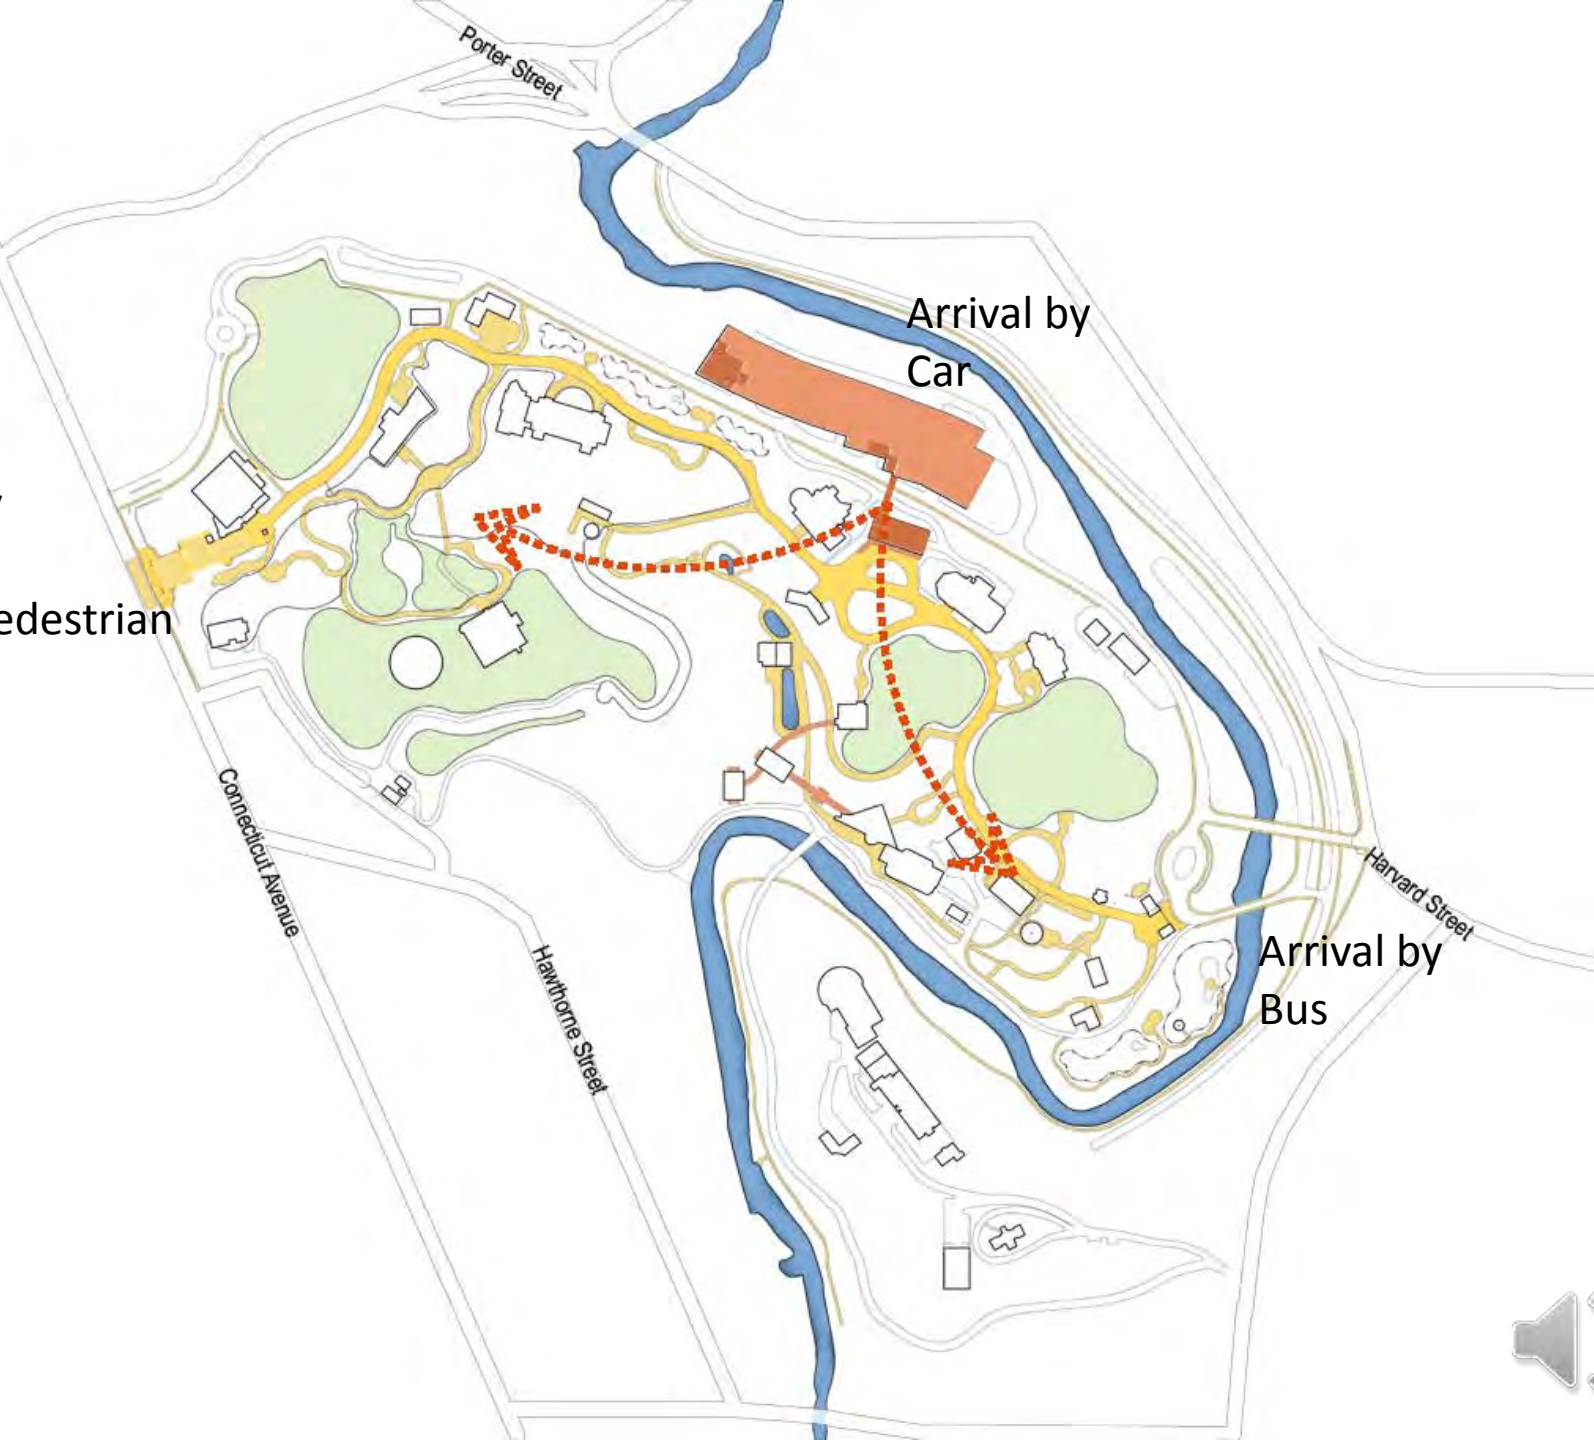 Porter Street
Arrival by
Car
edestrian
Connecticut Avenue
Harvard Street
Arrival by
Bus
Hawthorne Street